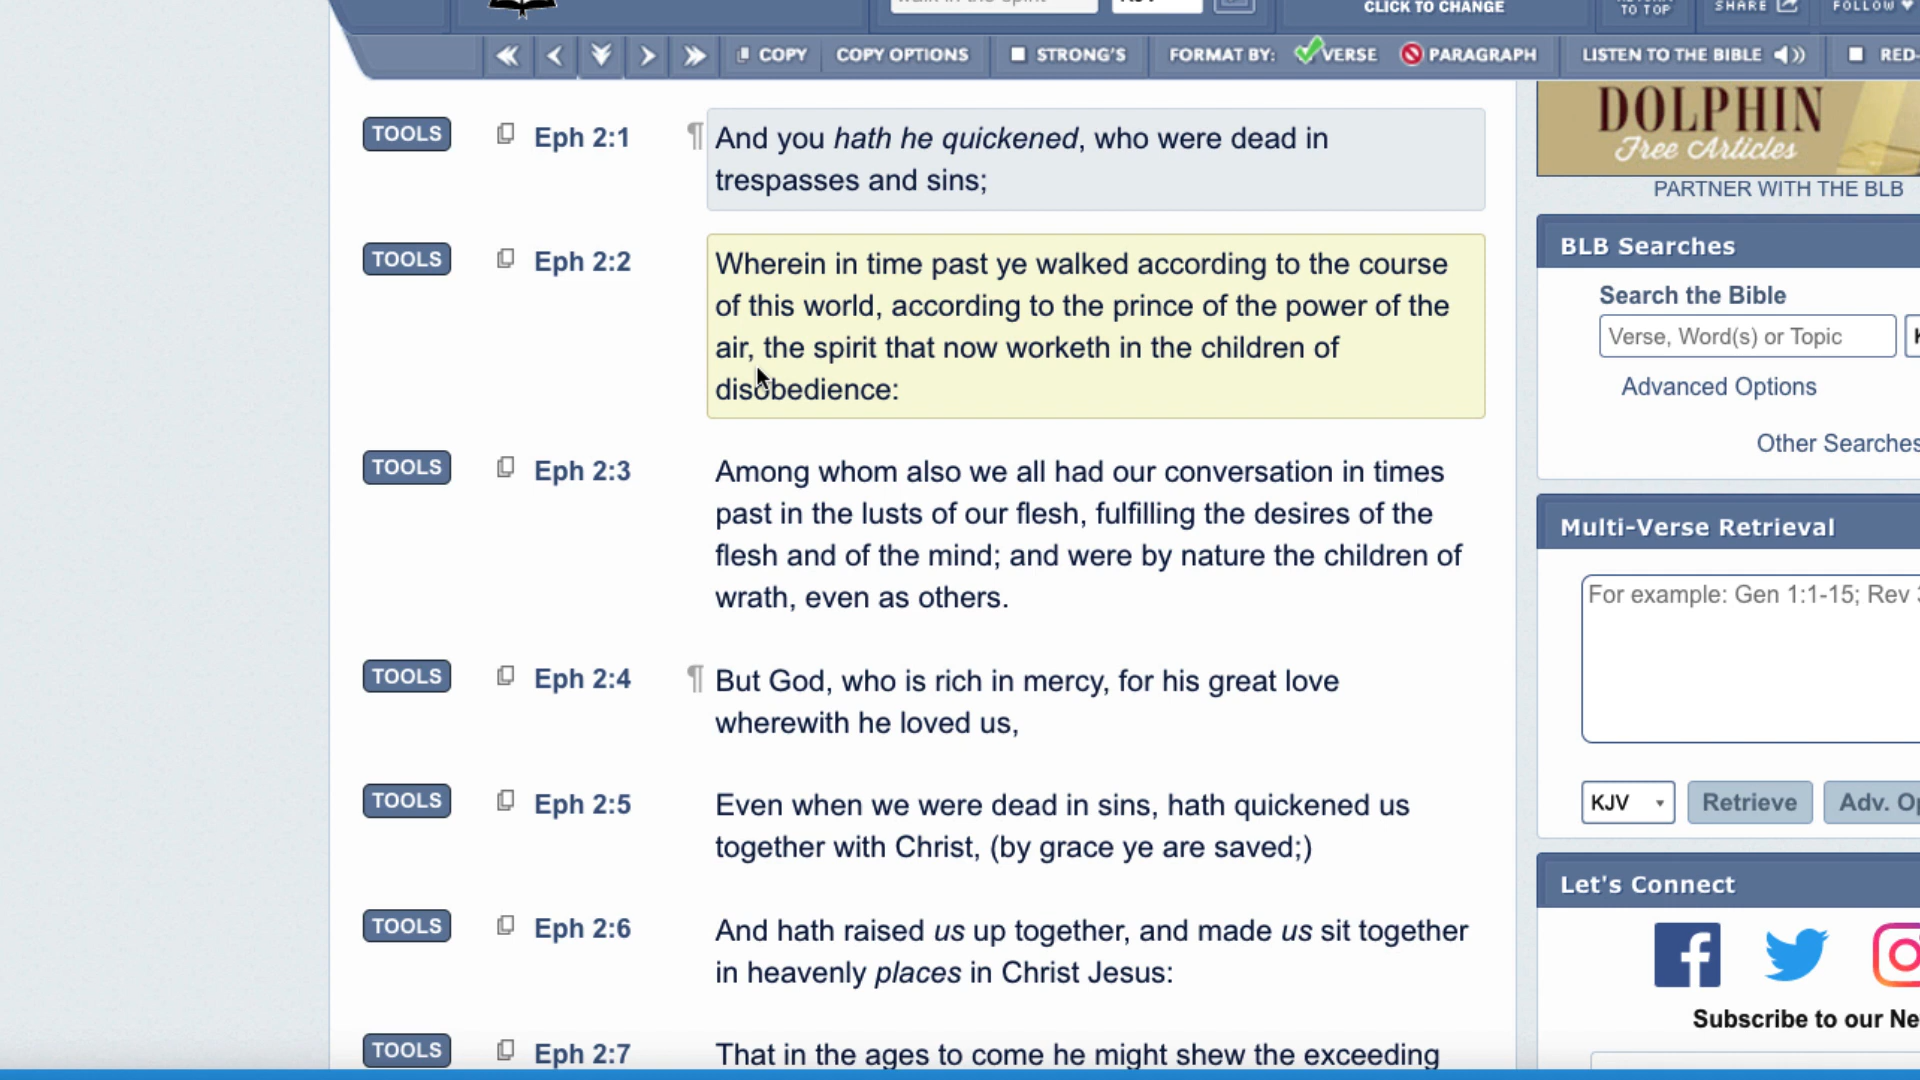 CLICK TO CHANGE
TO TOP
SHARE
FOLLOW
COPY
COPY OPTIONS
STRONG'S
FORMAT BY:
VERSE
PARAGRAPH
LISTEN TO THE BIBLE
RED-
TOOLS Eph 2:1 ¶ And you hath he quickened, who were dead in
trespasses and sins;
TOOLS Eph 2:2 Wherein in time past ye walked according to the course
of this world, according to the prince of the power of the
air, the spirit that now worketh in the children of
disobedience:
TOOLS Eph 2:3 Among whom also we all had our conversation in times
past in the lusts of our flesh, fulfilling the desires of the
flesh and of the mind; and were by nature the children of
wrath, even as others.
TOOLS Eph 2:4 ¶ But God, who is rich in mercy, for his great love
wherewith he loved us,
TOOLS Eph 2:5 Even when we were dead in sins, hath quickened us
together with Christ, (by grace ye are saved;)
TOOLS Eph 2:6 And hath raised us up together, and made us sit together
in heavenly places in Christ Jesus:
TOOLS Eph 2:7 That in the ages to come he might shew the exceeding
DOLPHIN
Free Articles
PARTNER WITH THE BLB
BLB Searches
Search the Bible
Verse, Word(s) or Topic
Advanced Options
Other Searches
Multi-Verse Retrieval
For example: Gen 1:1-15; Rev
KJV Retrieve Adv.
Let's Connect
Subscribe to our